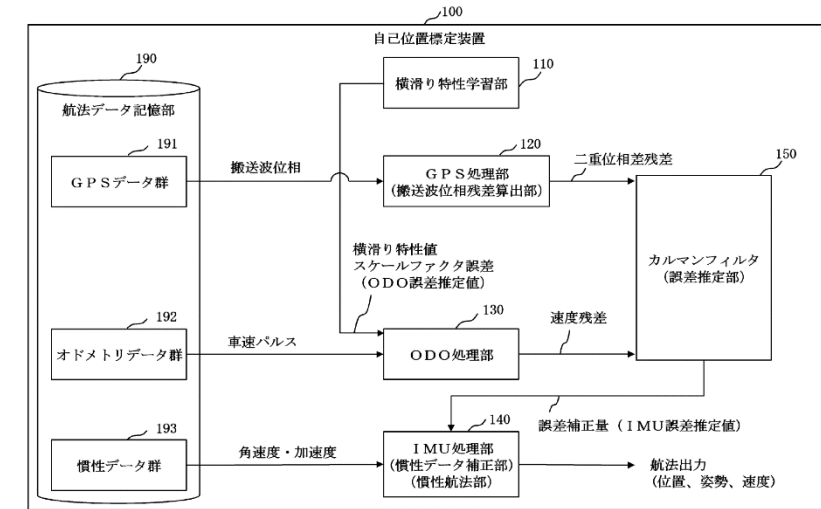 100
自己位置標定装置
190
航法データ記憶部
110
横滑り特性学習部
191
GPSデータ群
搬送波位相
120
GPS処理部
(搬送波位相残差算出部)
二重位相差残差
150
カルマンフィルタ
(誤差推定部)
横滑り特性値
スケールファクタ誤差
(ODO誤差推定値)
192
オドメトリデータ群
車速パルス
130
ODO処理部
速度残差
193
慣性データ群
角速度・加速度
140
IMU処理部
(慣性データ補正部)
(慣性航法部)
誤差補正量(IMU誤差推定値)
航法出力
(位置、姿勢、速度)